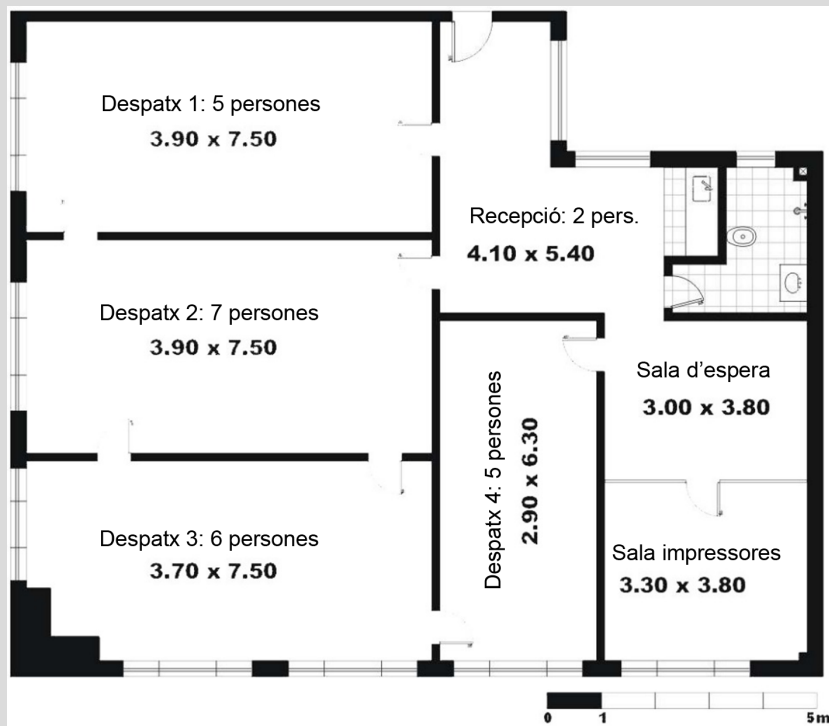 Despatx 1: 5 persones
3.90 x 7.50
Recepció: 2 pers.
4.10 x 5.40
Despatx 2: 7 persones
3.90 x 7.50
Sala d'espera
3.00 x 3.80
Despatx 4: 5 persones
2.90 x 6.30
Despatx 3: 6 persones
3.70 x 7.50
Sala impressores
3.30 x 3.80
0 1 5m